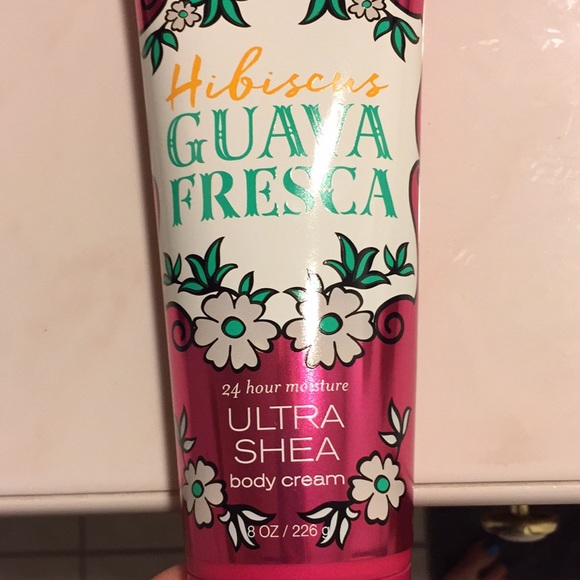 Hibiscus
GUAVA
FRESCA
24 hour moisture
ULTRA
SHEA
body cream
8 OZ / 226 g